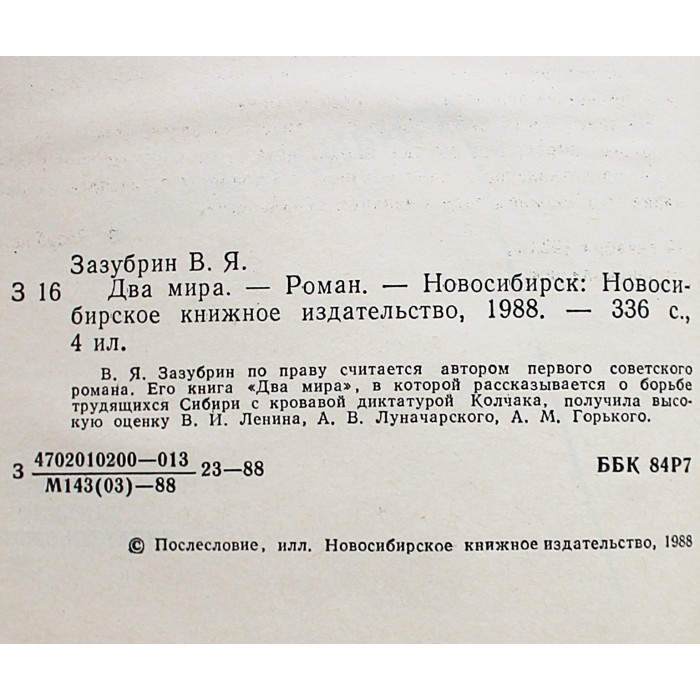 Зазубрин В. Я.
З 16 Два мира. — Роман. — Новосибирск: Новоси-
бирское книжное издательство, 1988. — 336 с.,
4 ил.
В. Я. Зазубрин по праву считается автором первого советского
романа. Его книга «Два мира», в которой рассказывается о борьбе
трудящихся Сибири с кровавой диктатурой Колчака, получила высо-
кую оценку В. И. Ленина, А. В. Луначарского, А. М. Горького.
З 4702010200—013
М143(03)—88 23—88 ББК 84Р7
© Послесловие, илл. Новосибирское книжное издательство, 1988